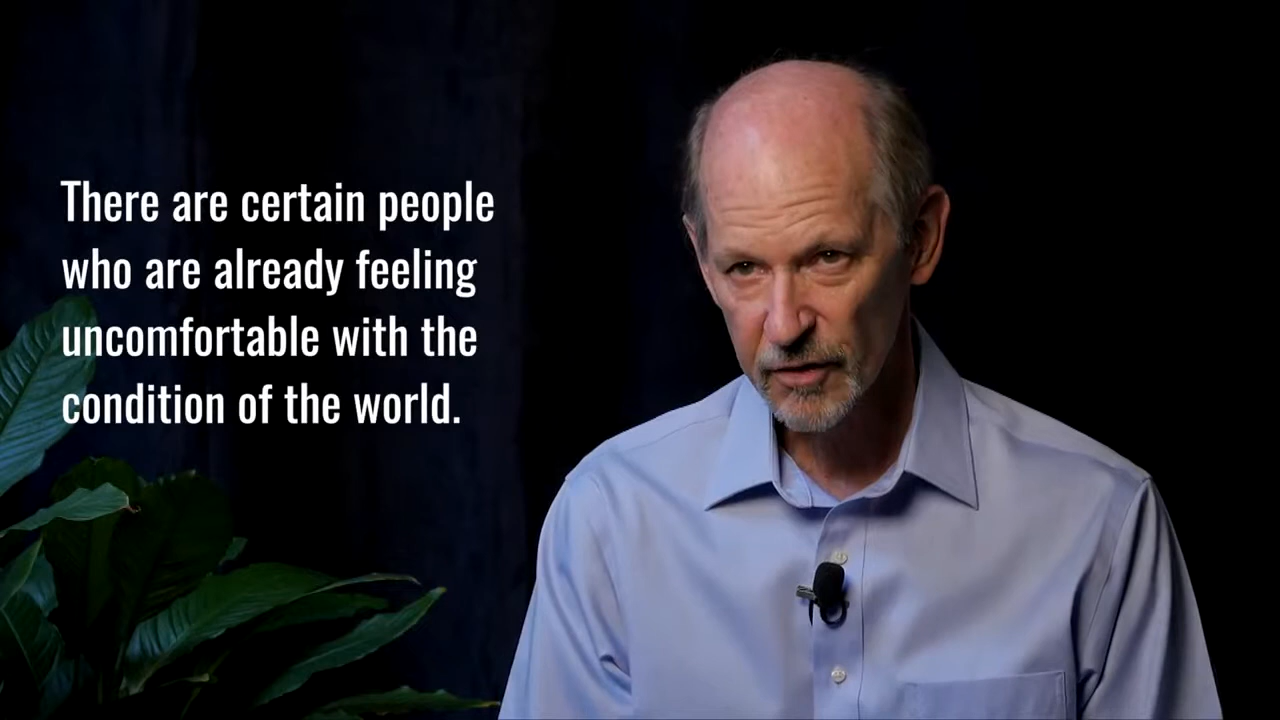 There are certain people
who are already feeling
uncomfortable with the
condition of the world.